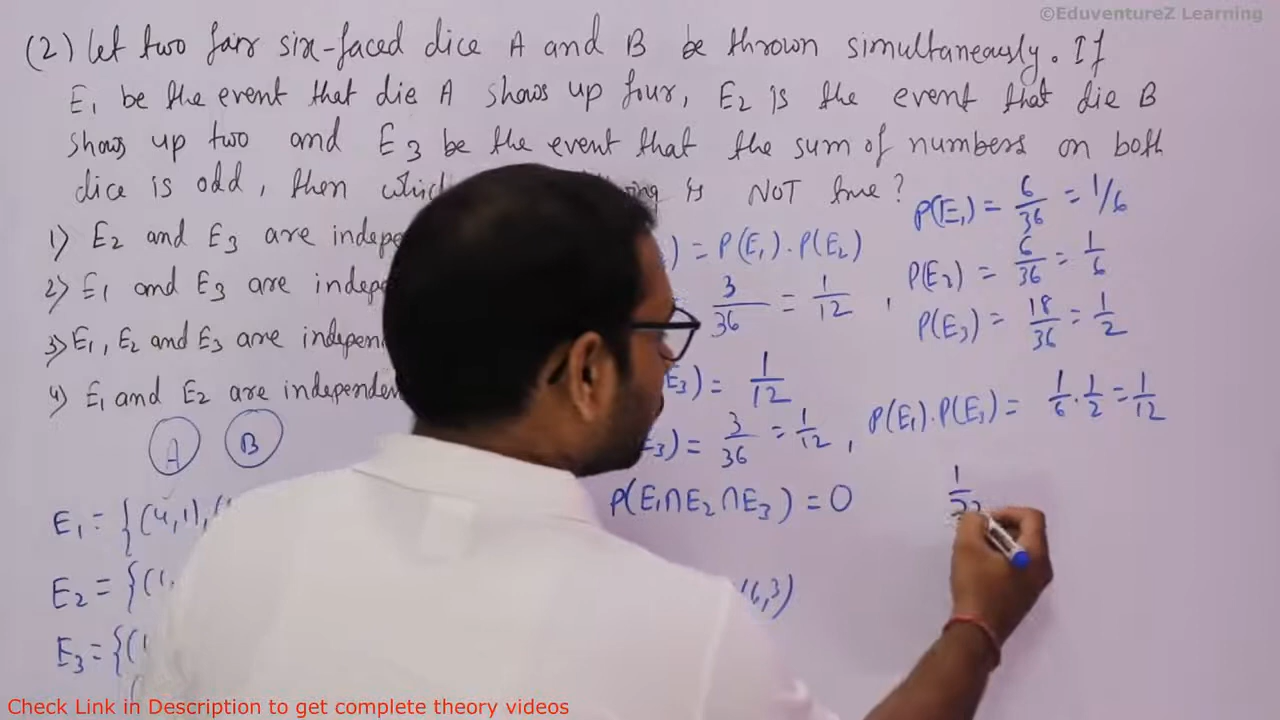 ©EduventureZ Learning
(2) Let two fair six-faced dice A and B be thrown simultaneously. If
E1 be the event that die A shows up four, E2 is the event that die B
shows up two and E3 be the event that the sum of numbers on both
dice is odd, then which is NOT true?
1) E2 and E3 are indep
2) E1 and E3 are indep
3) E1, E2 and E3 are indepen
4) E1 and E2 are independen
) = P(E1).P(E2)
3/36 = 1/12 ,
E3) = 1/12
3) = 3/36 = 1/12 ,
P(E1∩E2∩E3) = 0
6,3)
P(E1) = 6/36 = 1/6
P(E2) = 6/36 = 1/6
P(E3) = 18/36 = 1/2
P(E1).P(E3) = 1/6 . 1/2 = 1/12
A B
E1 = {(4,1),(
E2 = {(1,
E3 = {(1
Check Link in Description to get complete theory videos